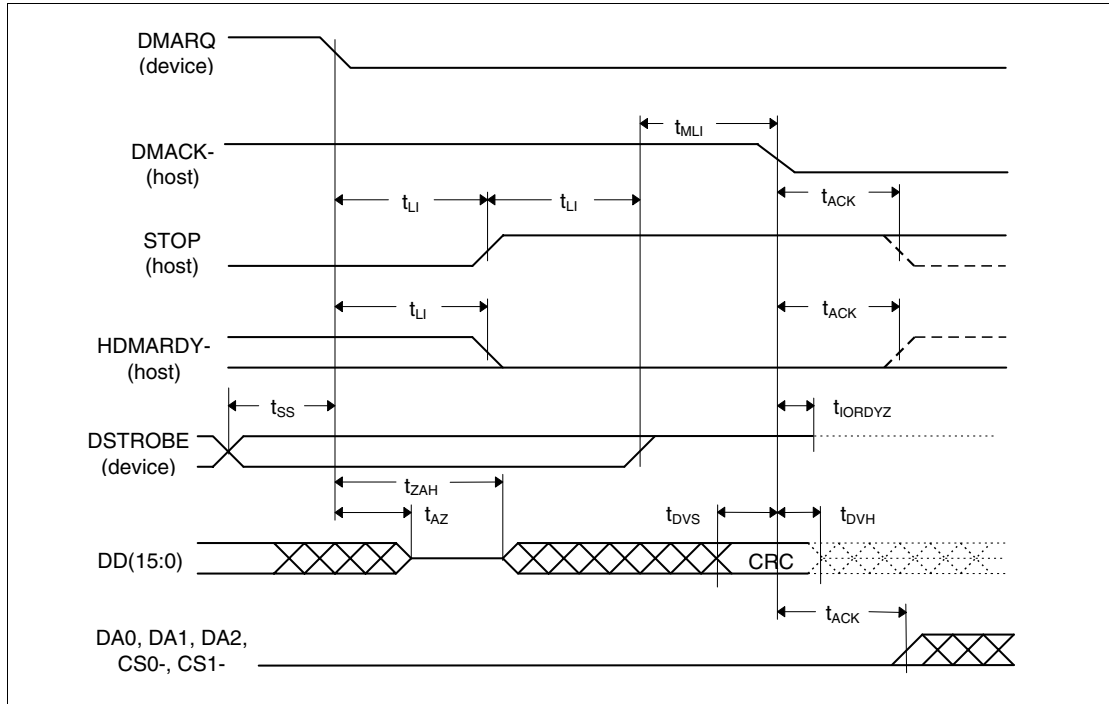 DMARQ
(device)
tMLI
DMACK-
(host)
tLI
tLI
tACK
STOP
(host)
tLI
tACK
HDMARDY-
(host)
tSS
tIORDYZ
DSTROBE
(device)
tZAH
tAZ
tDVS
tDVH
DD(15:0)
CRC
tACK
DA0, DA1, DA2,
CS0-, CS1-